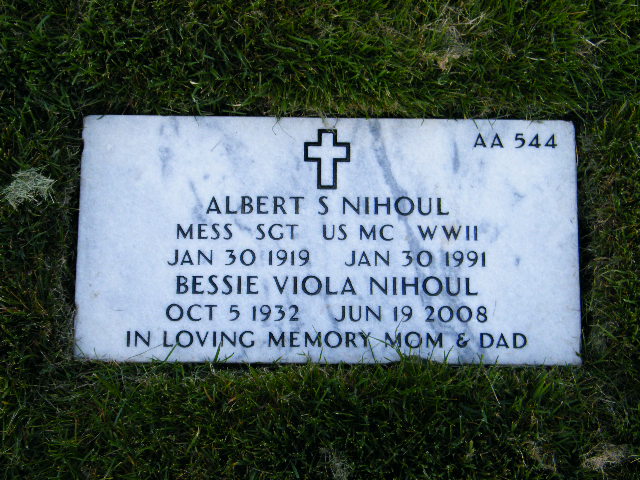 AA 544
ALBERT S NIHOUL
MESS SGT US MC WWII
JAN 30 1919 JAN 30 1991
BESSIE VIOLA NIHOUL
OCT 5 1932 JUN 19 2008
IN LOVING MEMORY MOM & DAD